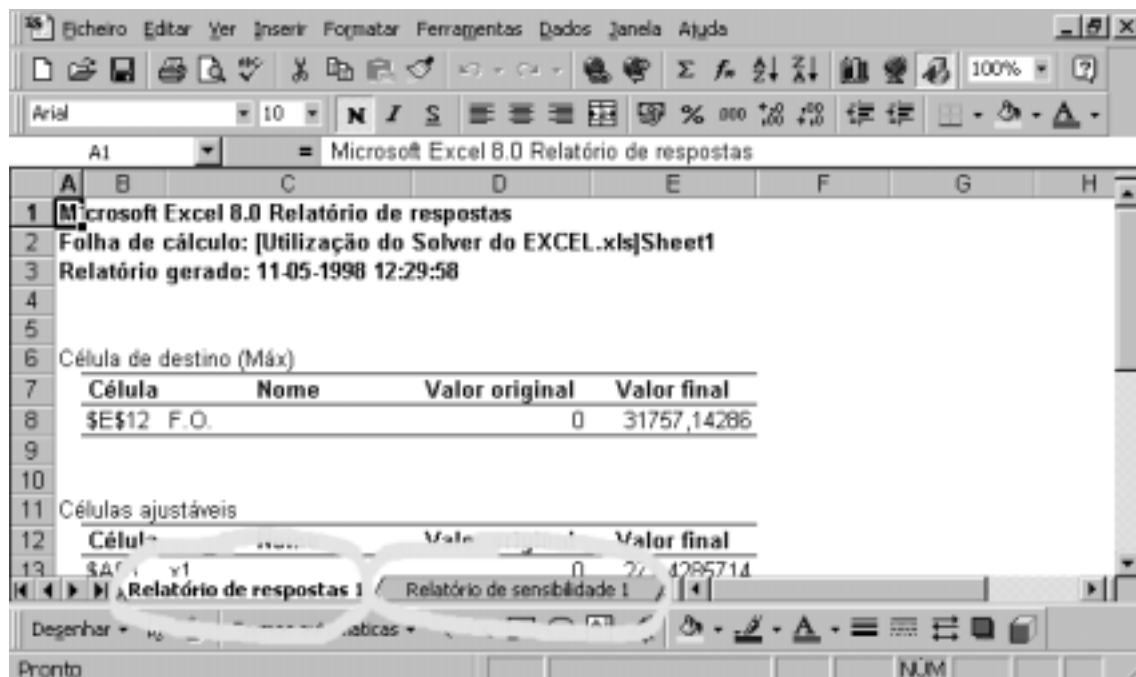 Ficheiro Editar Ver Inserir Formatar Ferramentas Dados Janela Ajuda
100%
Arial 10 N I S % 000
A1 = Microsoft Excel 8.0 Relatório de respostas
A B C D E F G H
1 Microsoft Excel 8.0 Relatório de respostas
2 Folha de cálculo: [Utilização do Solver do EXCEL.xls]Sheet1
3 Relatório gerado: 11-05-1998 12:29:58
4
5
6 Célula de destino (Máx)
7 Célula Nome Valor original Valor final
8 $E$12 F.O. 0 31757,14286
9
10
11 Células ajustáveis
12 Valor final
13 x1 0
Relatório de respostas 1 Relatório de sensibilidade 1
Desenhar
Pronto NÚM